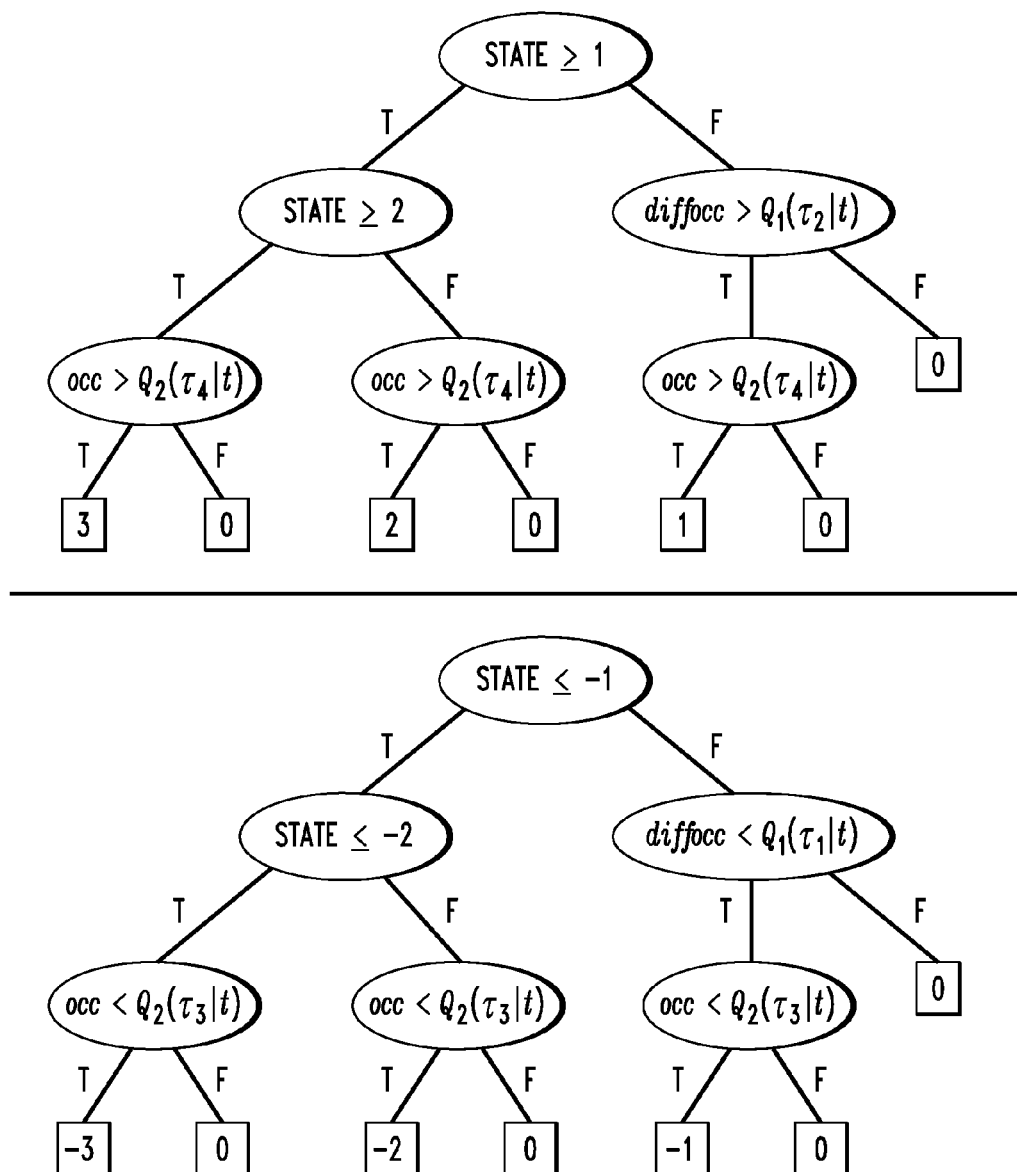 STATE ≥ 1
T F
STATE ≥ 2 diffocc > Q₁(τ₂|t)
T F T F
occ > Q₂(τ₄|t) occ > Q₂(τ₄|t) occ > Q₂(τ₄|t) 0
T F T F T F
3 0 2 0 1 0
STATE ≤ -1
T F
STATE ≤ -2 diffocc < Q₁(τ₁|t)
T F T F
occ < Q₂(τ₃|t) occ < Q₂(τ₃|t) occ < Q₂(τ₃|t) 0
T F T F T F
-3 0 -2 0 -1 0